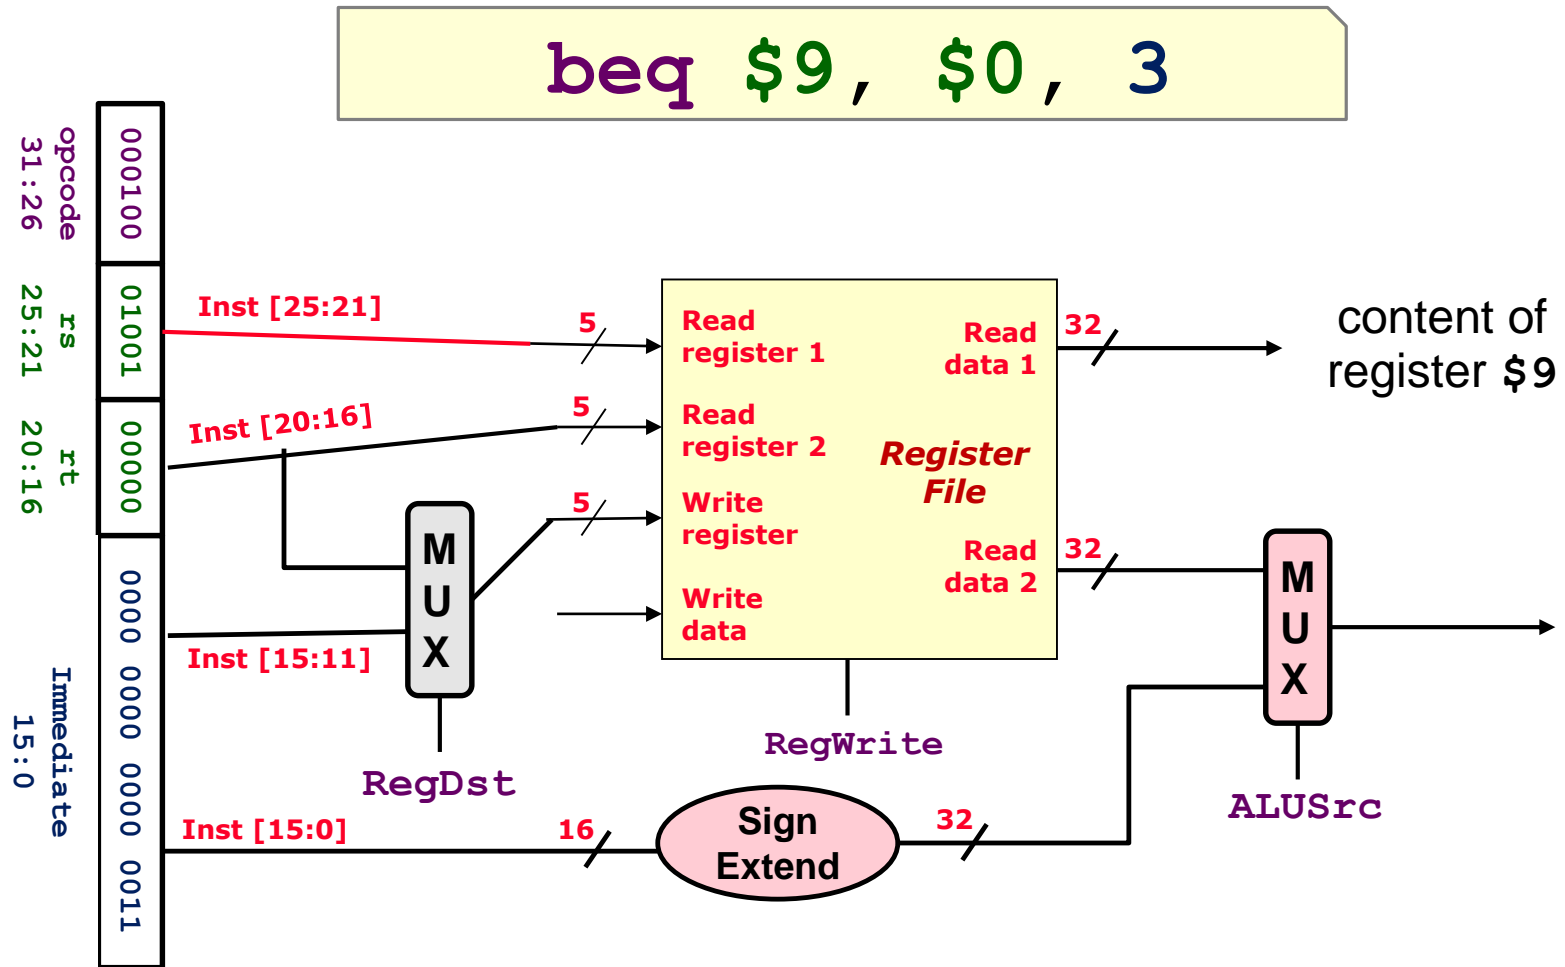 beq $9, $0, 3
opcode
31:26
000100
rs
25:21
01001
rt
20:16
00000
Immediate
15:0
0000 0000 0000 0011
Inst [25:21]
5
Inst [20:16]
5
5
Inst [15:11]
MUX
RegDst
Inst [15:0]
16
Read
register 1
Read
register 2
Write
register
Write
data
Register
File
Read
data 1
Read
data 2
RegWrite
Sign
Extend
32
32
32
content of
register $9
MUX
ALUSrc